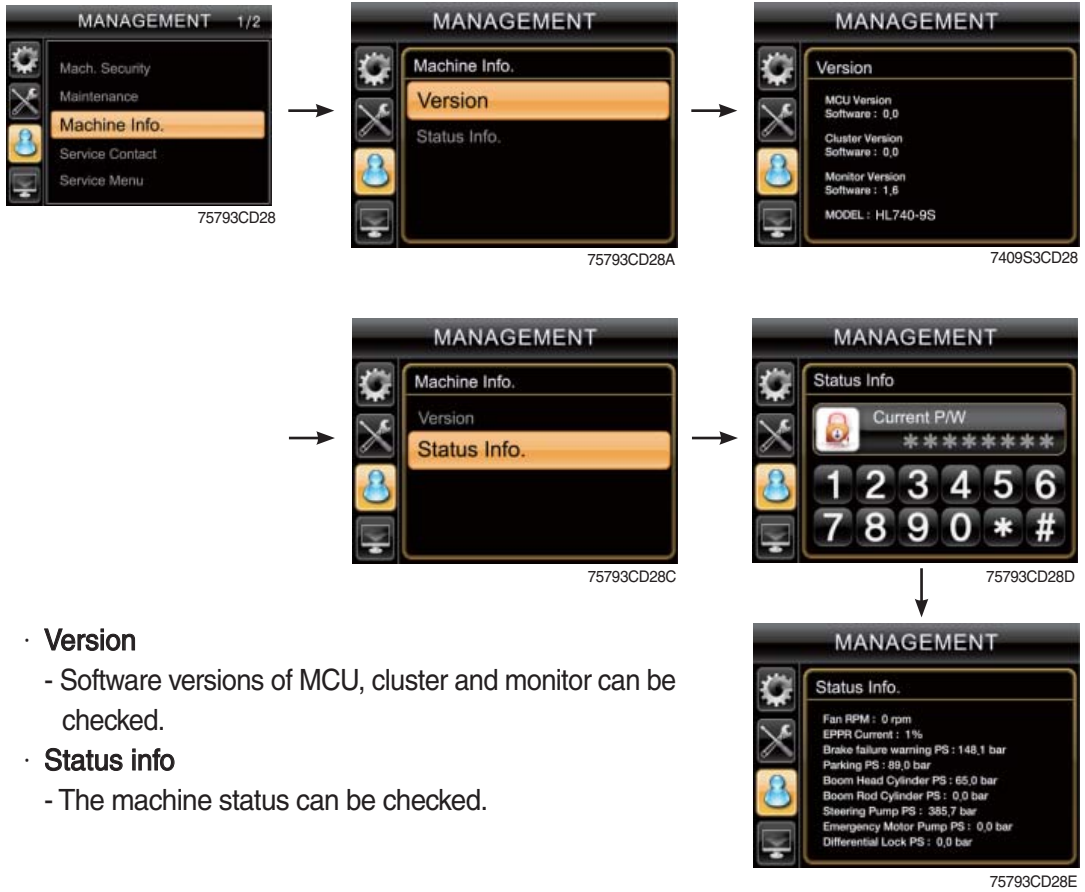 MANAGEMENT 1/2
Mach. Security
Maintenance
Machine Info.
Service Contact
Service Menu
75793CD28
MANAGEMENT
Machine Info.
Version
Status Info.
75793CD28A
MANAGEMENT
Version
MCU Version
Software : 0,0
Cluster Version
Software : 0,0
Monitor Version
Software : 1,6
MODEL : HL740-9S
7409S3CD28
MANAGEMENT
Machine Info.
Version
Status Info.
75793CD28C
MANAGEMENT
Status Info
Current P/W
********
1 2 3 4 5 6
7 8 9 0 * #
75793CD28D
· Version
- Software versions of MCU, cluster and monitor can be
checked.
· Status info
- The machine status can be checked.
MANAGEMENT
Status Info.
Fan RPM : 0 rpm
EPPR Current : 1%
Brake failure warning PS : 148,1 bar
Parking PS : 89,0 bar
Boom Head Cylinder PS : 65,0 bar
Boom Rod Cylinder PS : 0,0 bar
Steering Pump PS : 385,7 bar
Emergency Motor Pump PS : 0,0 bar
Differential Lock PS : 0,0 bar
75793CD28E